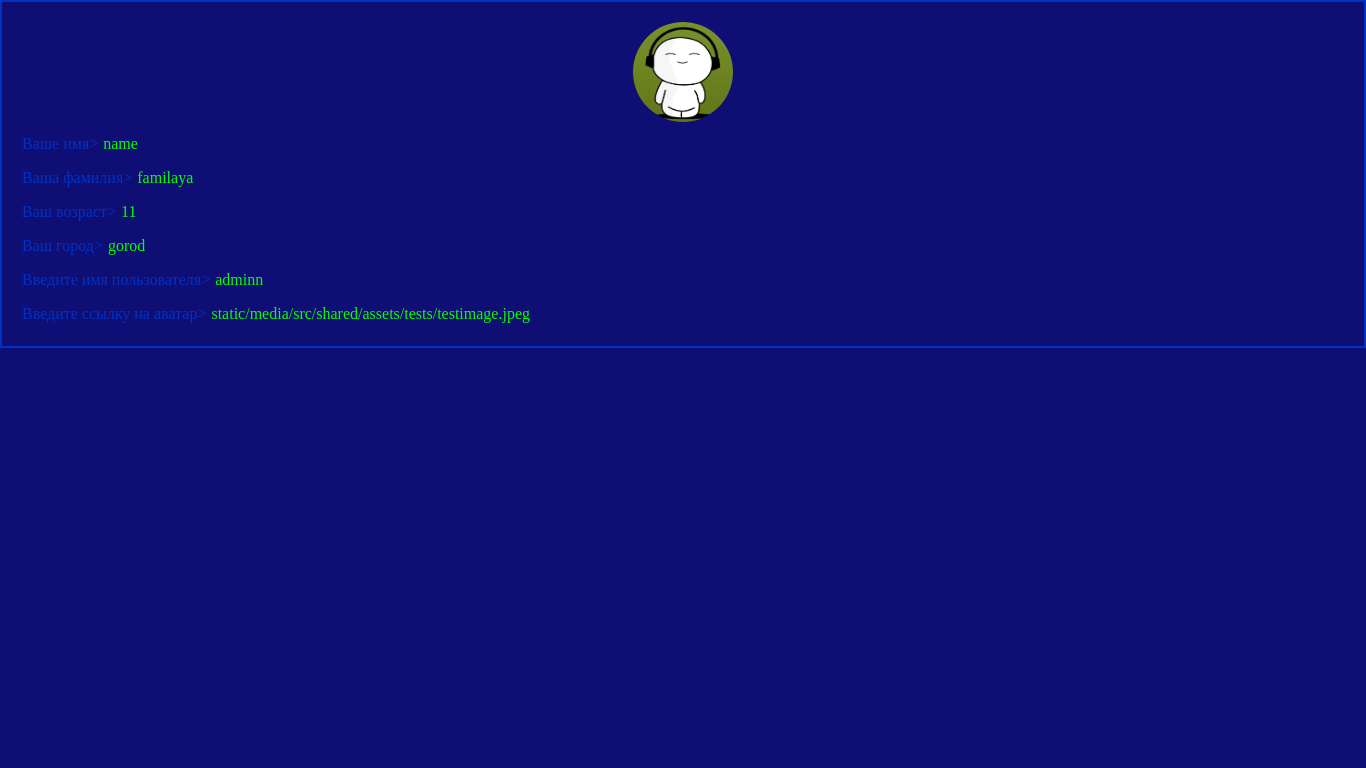 Ваше имя> name
Ваша фамилия> familaya
Ваш возраст> 11
Ваш город> gorod
Введите имя пользователя> adminn
Введите ссылку на аватар> static/media/src/shared/assets/tests/testimage.jpeg